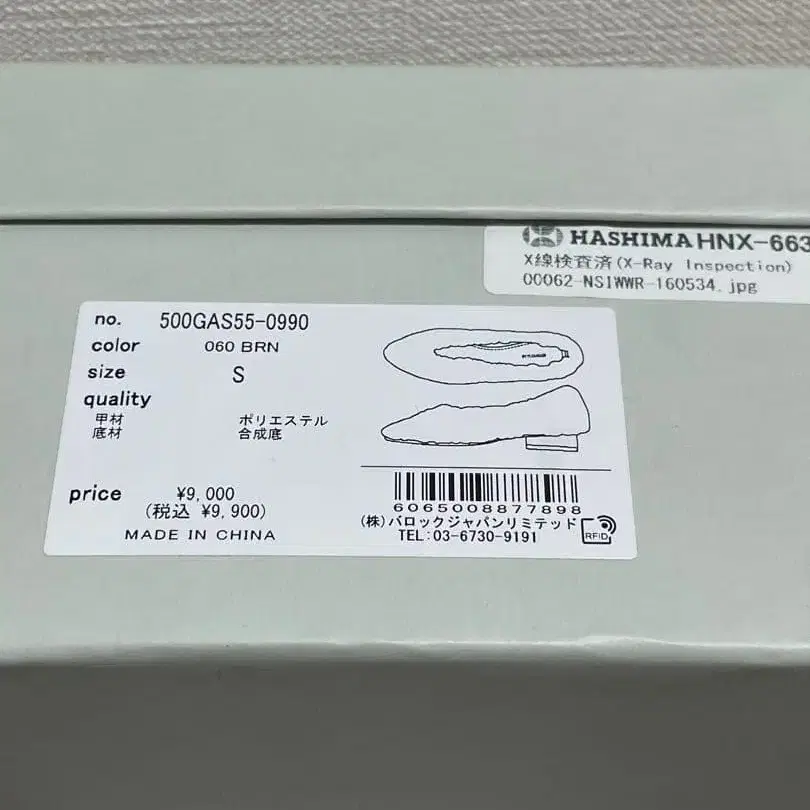 HASHIMA HNX-663
X線検査済(X-Ray Inspection)
00062-NSIWWR-160534.jpg
no. 500GAS55-0990
color 060 BRN
size S
quality
甲材 ポリエステル
底材 合成底
price ¥9,000
(税込 ¥9,900)
MADE IN CHINA
6065008877898
(株)バロックジャパンリミテッド
TEL:03-6730-9191
RFID